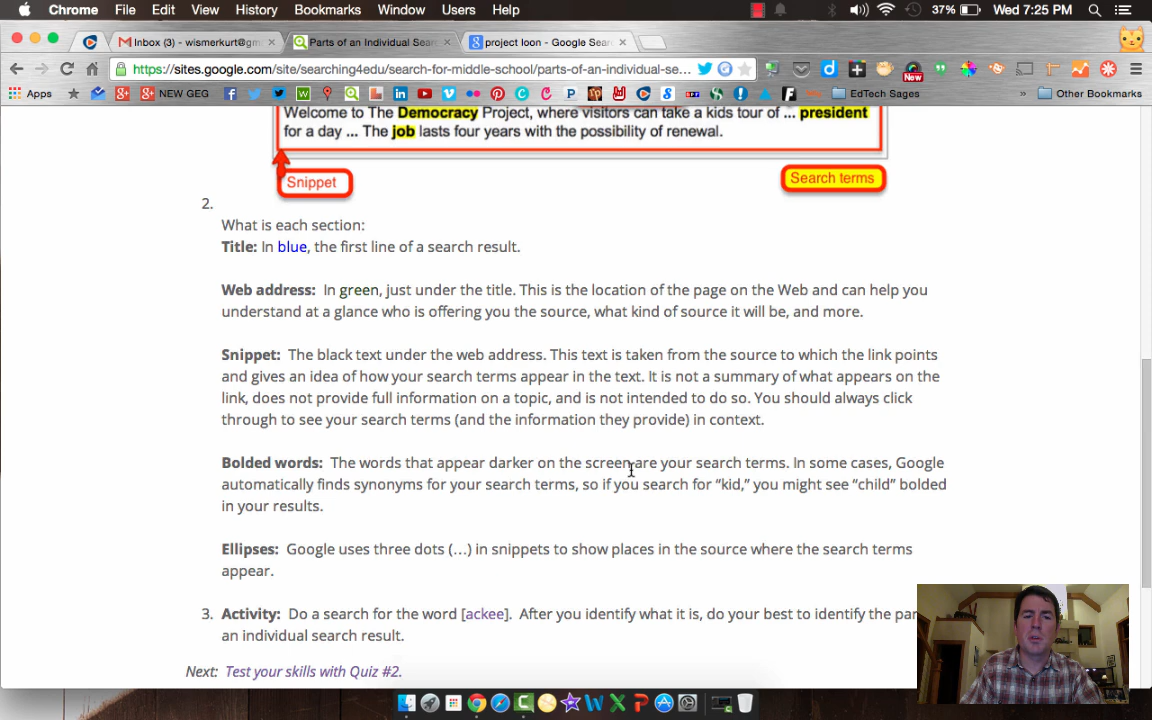 Chrome File Edit View History Bookmarks Window Users Help 37% Wed 7:25 PM
Inbox (3) - wismerkurt@gm Parts of an Individual Sear project loon - Google Sear
https://sites.google.com/site/searching4edu/search-for-middle-school/parts-of-an-individual-se... New
Apps GEG NEW GEG EdTech Sages » Other Bookmarks
Welcome to The Democracy Project, where visitors can take a kids tour of ... president
for a day ... The job lasts four years with the possibility of renewal.
Snippet Search terms
2.
What is each section:
Title: In blue, the first line of a search result.
Web address: In green, just under the title. This is the location of the page on the Web and can help you
understand at a glance who is offering you the source, what kind of source it will be, and more.
Snippet: The black text under the web address. This text is taken from the source to which the link points
and gives an idea of how your search terms appear in the text. It is not a summary of what appears on the
link, does not provide full information on a topic, and is not intended to do so. You should always click
through to see your search terms (and the information they provide) in context.
Bolded words: The words that appear darker on the screen are your search terms. In some cases, Google
automatically finds synonyms for your search terms, so if you search for “kid,” you might see “child” bolded
in your results.
Ellipses: Google uses three dots (…) in snippets to show places in the source where the search terms
appear.
3. Activity: Do a search for the word [ackee]. After you identify what it is, do your best to identify the par
an individual search result.
Next: Test your skills with Quiz #2.